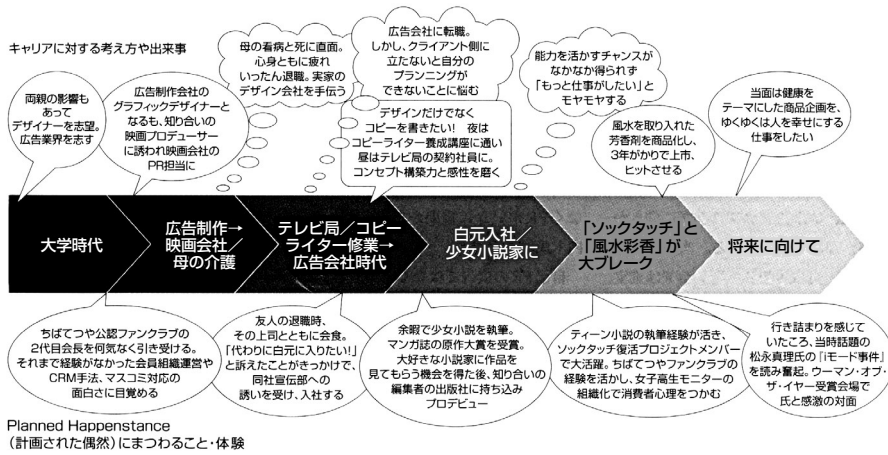 キャリアに対する考え方や出来事
両親の影響も
あって
デザイナーを志望。
広告業界を志す
広告制作会社の
グラフィックデザイナーと
なるも、知り合いの
映画プロデューサー
に誘われ映画会社の
PR担当に
母の看病と死に直面。
心身ともに疲れ
いったん退職。実家の
デザイン会社を手伝う
広告会社に転職。
しかし、クライアント側に
立たないと自分の
プランニングが
できないことに悩む
デザインだけでなく
コピーを書きたい! 夜は
コピーライター養成講座に通い
昼はテレビ局の契約社員に。
コンセプト構築力と感性を磨く
能力を活かすチャンスが
なかなか得られず
「もっと仕事がしたい」と
モヤモヤする
風水を取り入れた
芳香剤を商品化し、
3年がかりで上市、
ヒットさせる
当面は健康を
テーマにした商品企画を、
ゆくゆくは人を幸せにする
仕事をしたい
大学時代
広告制作→
映画会社/
母の介護
テレビ局/コピー
ライター修業→
広告会社時代
白元入社/
少女小説家に
「ソックタッチ」と
「風水彩香」が
大ブレーク
将来に向けて
ちばてつや公認ファンクラブの
2代目会長を何気なく引き受ける。
それまで経験がなかった会員組織運営や
CRM手法、マスコミ対応の
面白さに目覚める
友人の退職時、
その上司とともに会食。
「代わりに白元に入りたい!」
と訴えたことがきっかけで、
同社宣伝部への
誘いを受け、入社する
余暇で少女小説を執筆。
マンガ誌の原作大賞を受賞。
大好きな小説家に作品を
見てもらう機会を得た後、知り合いの
編集者の出版社に持ち込み
プロデビュー
ティーン小説の執筆経験が活き、
ソックタッチ復活プロジェクトメンバー
で大活躍。ちばてつやファンクラブの
経験を活かし、女子高生モニターの
組織化で消費者心理をつかむ
行き詰まりを感じて
いたころ、当時話題の
松永真理氏の『iモード事件』
を読み奮起。ウーマン・オブ・
ザ・イヤー受賞会場で
氏と感激の対面
Planned Happenstance
(計画された偶然)にまつわること・体験